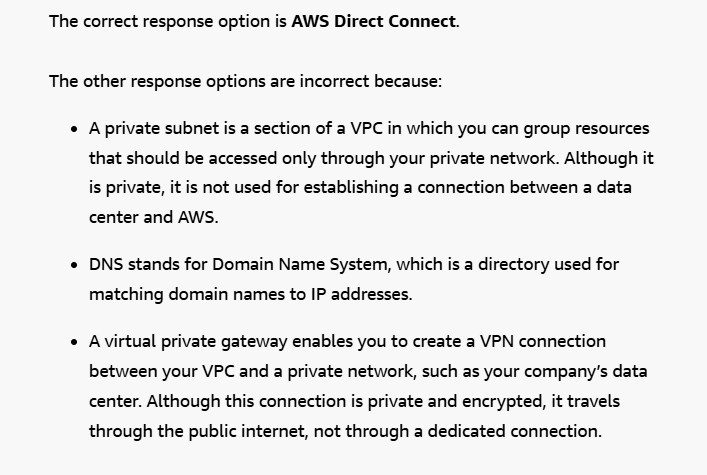 The correct response option is AWS Direct Connect.
The other response options are incorrect because:
• A private subnet is a section of a VPC in which you can group resources
that should be accessed only through your private network. Although it
is private, it is not used for establishing a connection between a data
center and AWS.
• DNS stands for Domain Name System, which is a directory used for
matching domain names to IP addresses.
• A virtual private gateway enables you to create a VPN connection
between your VPC and a private network, such as your company’s data
center. Although this connection is private and encrypted, it travels
through the public internet, not through a dedicated connection.